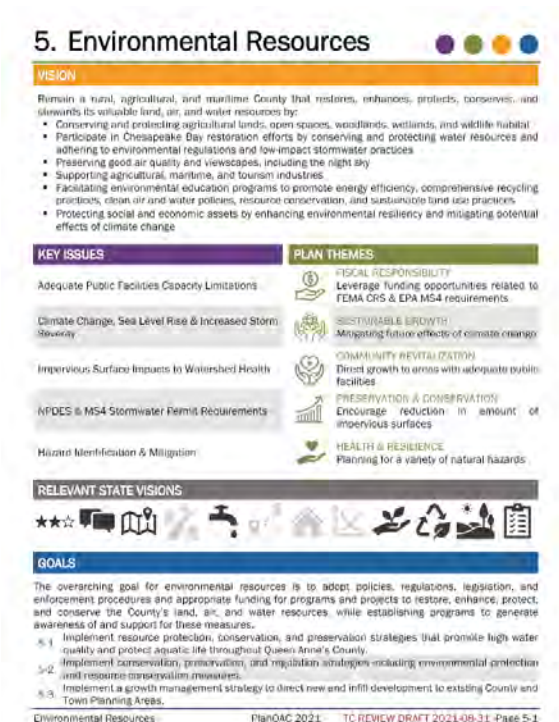 5. Environmental Resources
VISION
Remain a rural, agricultural, and maritime County that restores, enhances, protects, conserves, and
stewards its valuable land, air, and water resources by:
• Conserving and protecting agricultural lands, open spaces, woodlands, wetlands, and wildlife habitat
• Participate in Chesapeake Bay restoration efforts by conserving and protecting water resources and
adhering to environmental regulations and low-impact stormwater practices
• Preserving good air quality and viewscapes, including the night sky
• Supporting agricultural, maritime, and tourism industries
• Facilitating environmental education programs to promote energy efficiency, comprehensive recycling
practices, clean air and water policies, resource conservation, and sustainable land use practices
• Protecting social and economic assets by enhancing environmental resiliency and mitigating potential
effects of climate change
KEY ISSUES
Adequate Public Facilities Capacity Limitations
Climate Change, Sea Level Rise & Increased Storm
Severity
Impervious Surface Impacts to Watershed Health
NPDES & MS4 Stormwater Permit Requirements
Hazard Identification & Mitigation
PLAN THEMES
FISCAL RESPONSIBILITY
Leverage funding opportunities related to
FEMA CRS & EPA MS4 requirements
SUSTAINABLE GROWTH
Mitigating future effects of climate change
COMMUNITY REVITALIZATION
Direct growth to areas with adequate public
facilities
PRESERVATION & CONSERVATION
Encourage reduction in amount of
impervious surfaces
HEALTH & RESILIENCE
Planning for a variety of natural hazards
RELEVANT STATE VISIONS
GOALS
The overarching goal for environmental resources is to adopt policies, regulations, legislation, and
enforcement procedures and appropriate funding for programs and projects to restore, enhance, protect,
and conserve the County's land, air, and water resources, while establishing programs to generate
awareness of and support for these measures.
5-1 Implement resource protection, conservation, and preservation strategies that promote high water
quality and protect aquatic life throughout Queen Anne's County.
5-2 Implement conservation, preservation, and regulation strategies including environmental protection
and resource conservation measures.
5-3 Implement a growth management strategy to direct new and infill development to existing County and
Town Planning Areas.
Environmental Resources PlanQAC 2021 TC REVIEW DRAFT 2021-08-31 -Page 5-1